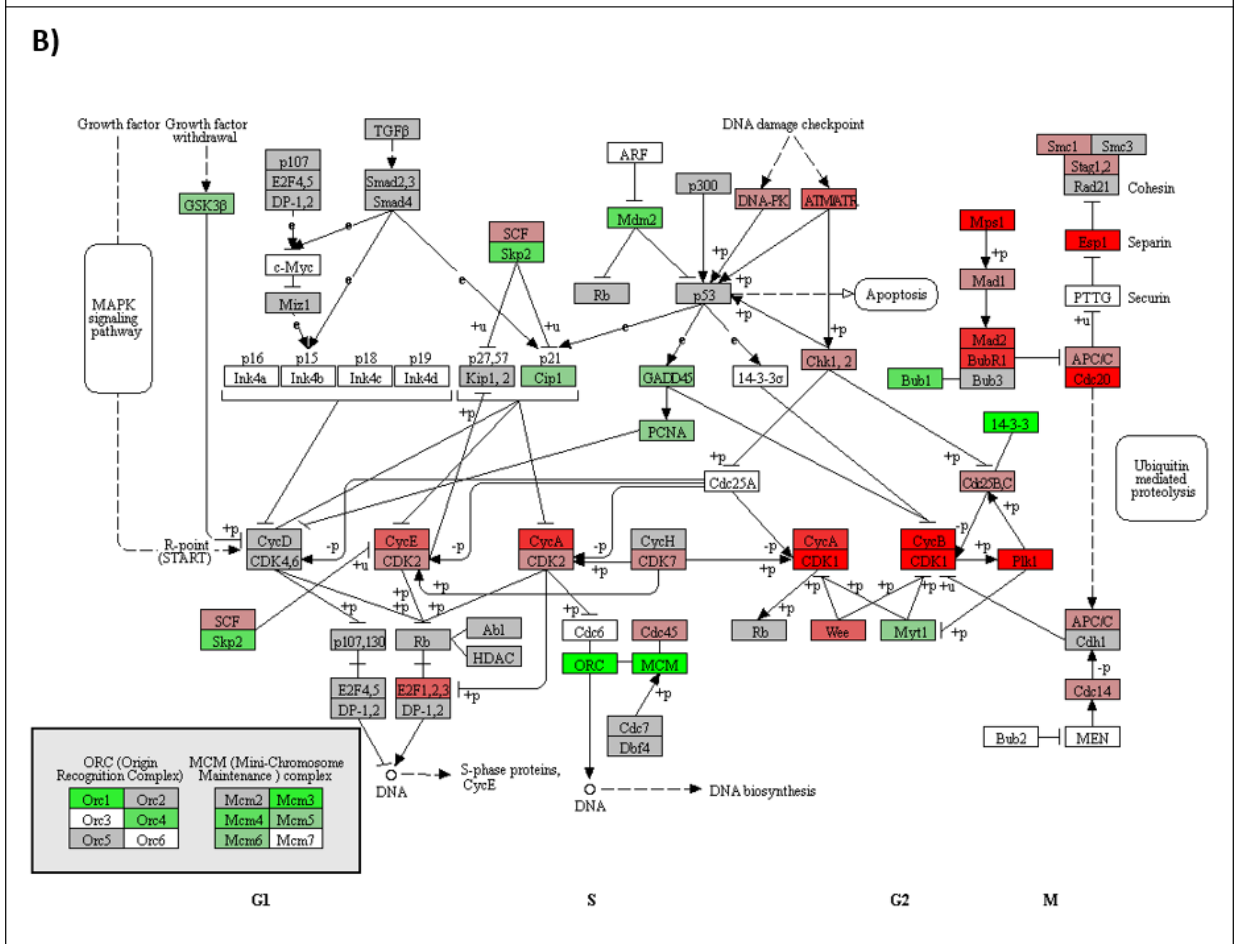 B)
Growth factor
Growth factor
withdrawal
TGFβ
DNA damage checkpoint
ARF
p107
E2F4,5
DP-1,2
Smad2,3
Smad4
p300
Smc1
Smc3
Stag1,2
Rad21
Cohesin
GSK3β
DNA-PK
ATM/ATR
Mdm2
SCF
Skp2
Mps1
Esp1
Separin
e
e
e
+p
+p
+p
c-Myc
Mad1
Rb
p53
Apoptosis
PTTG
Securin
MAPK
signaling
pathway
Miz1
e
+u
+u
e
e
e
+p
+p
+u
Mad2
BubR1
Bub3
Bub1
APC/C
Cdc20
p16
Ink4a
p15
Ink4b
p18
Ink4c
p19
Ink4d
p27,57
Kip1, 2
p21
Cip1
GADD45
14-3-3σ
Chk1, 2
+p
PCNA
14-3-3
+p
+p
Cdc25A
Cdc25B,C
Ubiquitin
mediated
proteolysis
R-point
(START)
+p
CycD
CDK4,6
-p
CycE
CDK2
-p
CycA
CDK2
-p
+p
CycH
CDK7
-p
+p
CycA
CDK1
CycB
CDK1
-p
+p
+p
Plk1
+u
+p
+p
+p
+p
+p
+p
+p
+p
+u
SCF
Skp2
p107,130
Rb
Abl
HDAC
Cdc6
Cdc45
ORC
MCM
Rb
Wee
Myt1
+p
APC/C
Cdh1
-p
E2F4,5
DP-1,2
E2F1,2,3
DP-1,2
+p
+p
Cdc7
Dbf4
Cdc14
Bub2
MEN
DNA
S-phase proteins,
CycE
DNA
DNA biosynthesis
ORC (Origin
Recognition Complex)
MCM (Mini-Chromosome
Maintenance ) complex
Orc1
Orc2
Orc3
Orc4
Orc5
Orc6
Mcm2
Mcm3
Mcm4
Mcm5
Mcm6
Mcm7
G1
S
G2
M